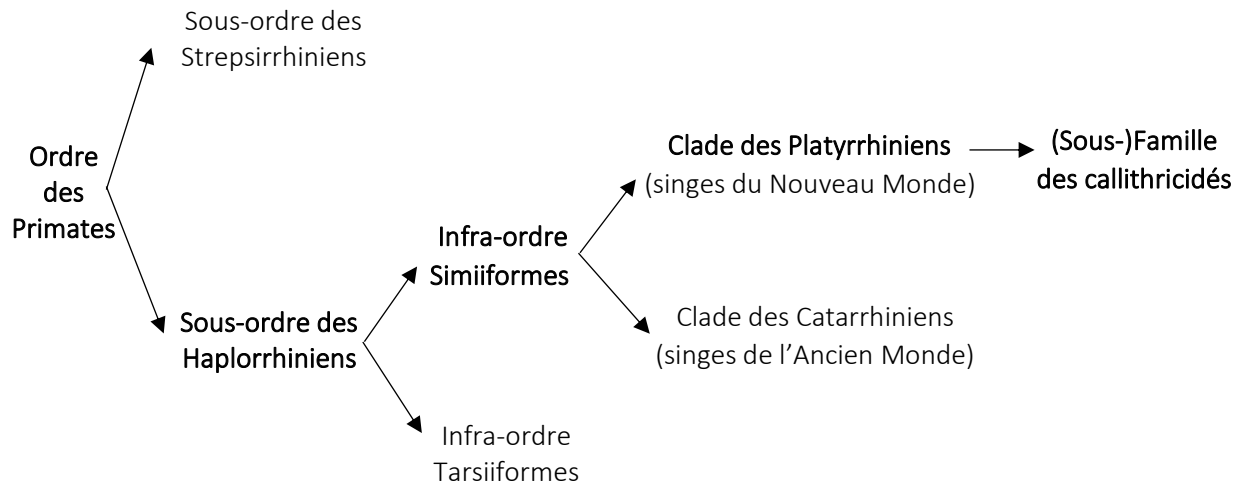 Sous-ordre des
Strepsirrhiniens
Ordre
des
Primates
Sous-ordre des
Haplorrhiniens
Infra-ordre
Simiiformes
Infra-ordre
Tarsiiformes
Clade des Platyrrhiniens
(singes du Nouveau Monde)
Clade des Catarrhiniens
(singes de l’Ancien Monde)
(Sous-)Famille
des callithricidés